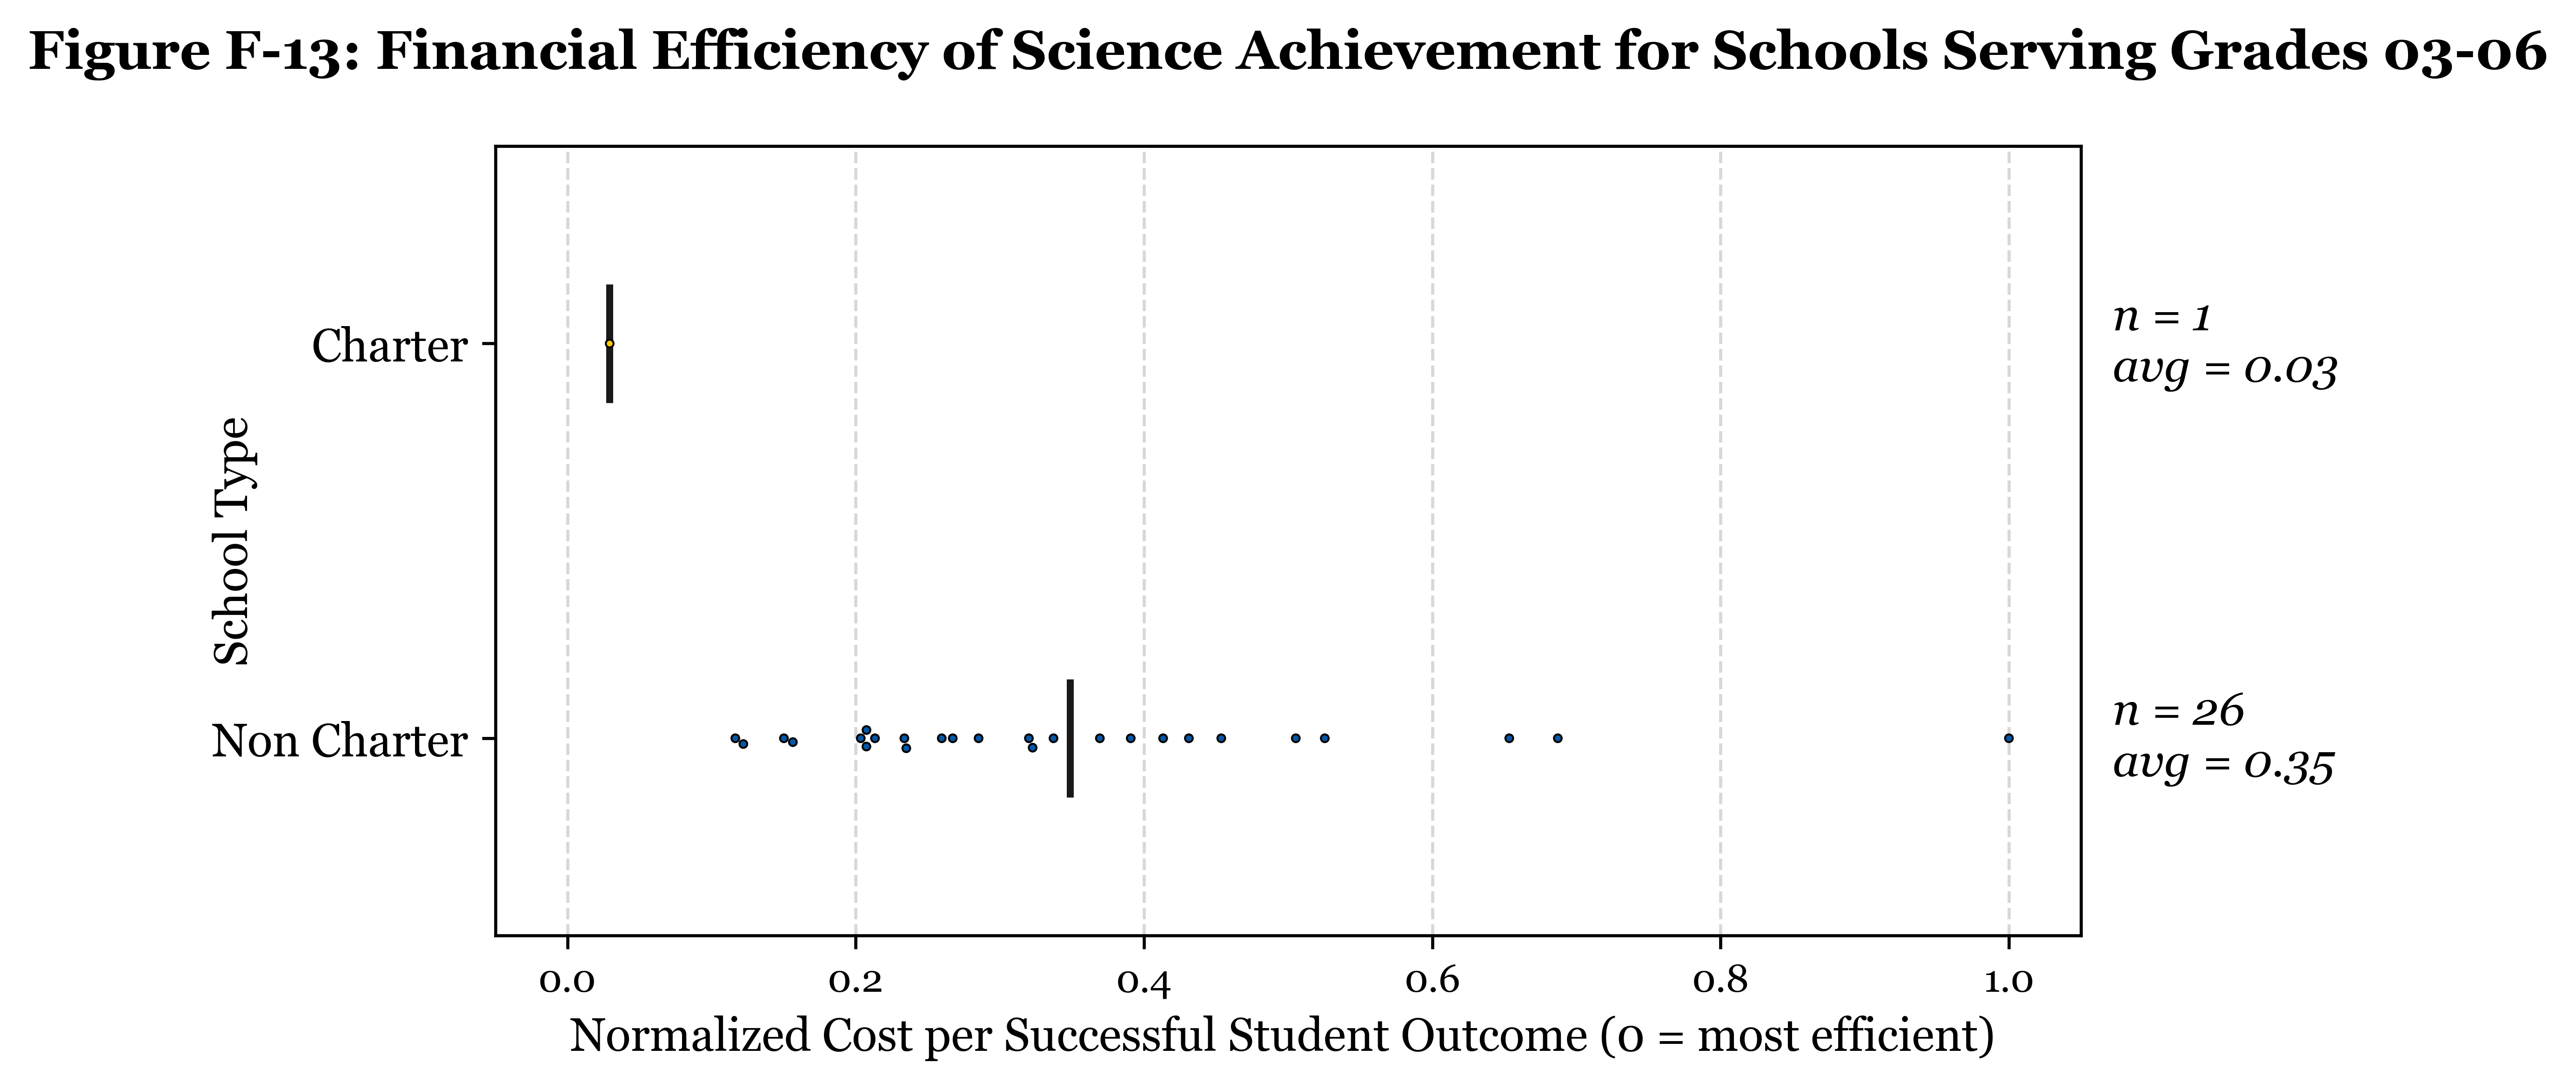 Figure F-13: Financial Efficiency of Science Achievement for Schools Serving Grades 03-06
Charter
n = 1
avg = 0.03
School Type
Non Charter
n = 26
avg = 0.35
0.0 0.2 0.4 0.6 0.8 1.0
Normalized Cost per Successful Student Outcome (0 = most efficient)